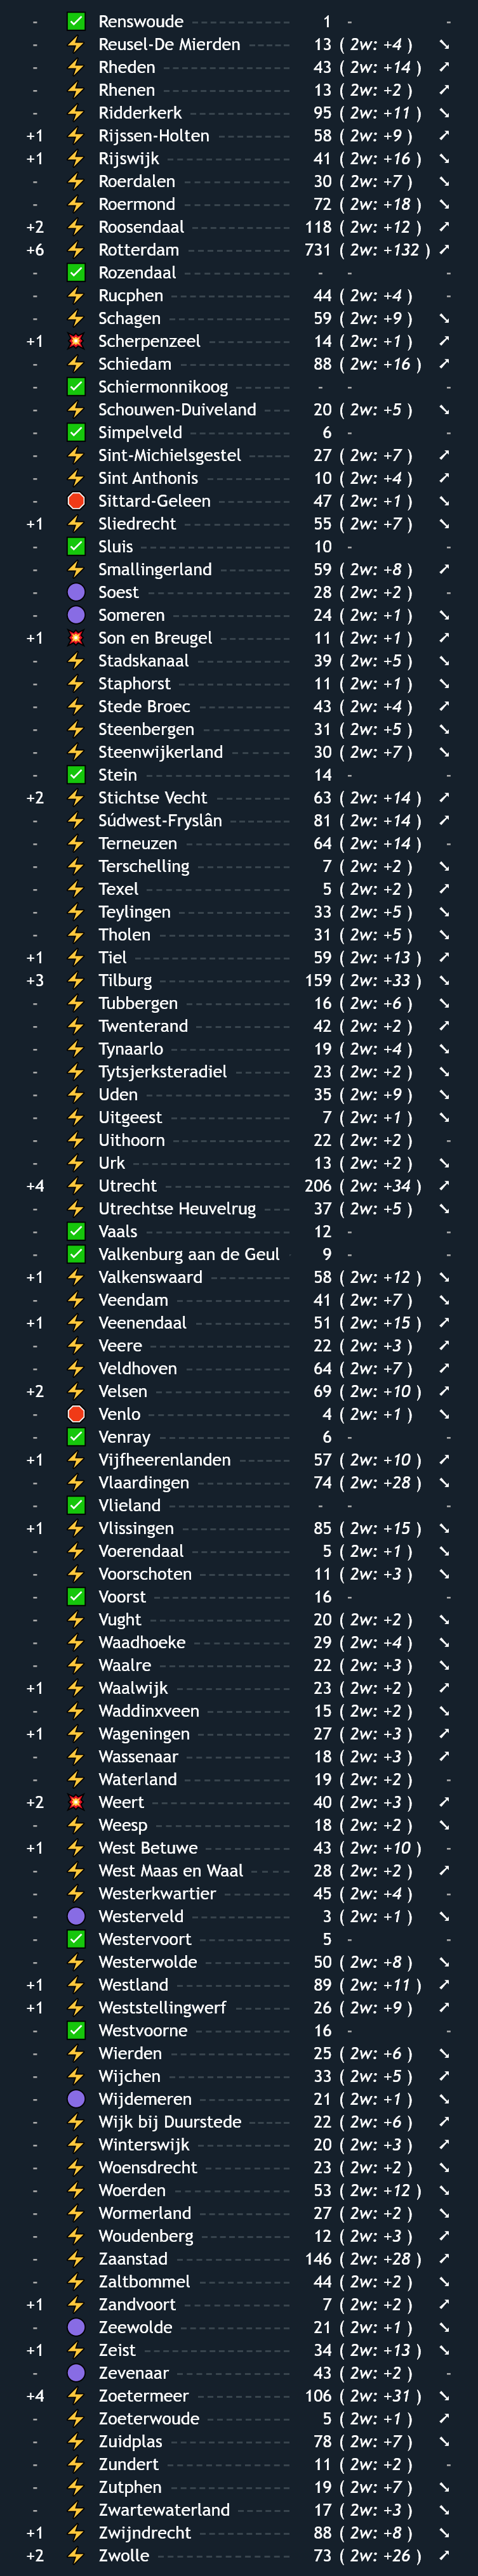 - ✅ Renswoude 1 - -
- ⚡ Reusel-De Mierden 13 ( 2w: +4 ) ➘
- ⚡ Rheden 43 ( 2w: +14 ) ➚
- ⚡ Rhenen 13 ( 2w: +2 ) ➚
- ⚡ Ridderkerk 95 ( 2w: +11 ) ➘
+1 ⚡ Rijssen-Holten 58 ( 2w: +9 ) ➚
+1 ⚡ Rijswijk 41 ( 2w: +16 ) ➘
- ⚡ Roerdalen 30 ( 2w: +7 ) ➘
- ⚡ Roermond 72 ( 2w: +18 ) ➘
+2 ⚡ Roosendaal 118 ( 2w: +12 ) ➚
+6 ⚡ Rotterdam 731 ( 2w: +132 ) ➚
- ✅ Rozendaal - - -
- ⚡ Rucphen 44 ( 2w: +4 ) -
- ⚡ Schagen 59 ( 2w: +9 ) ➘
+1 💥 Scherpenzeel 14 ( 2w: +1 ) ➚
- ⚡ Schiedam 88 ( 2w: +16 ) ➚
- ✅ Schiermonnikoog - - -
- ⚡ Schouwen-Duiveland 20 ( 2w: +5 ) ➘
- ✅ Simpelveld 6 - -
- ⚡ Sint-Michielsgestel 27 ( 2w: +7 ) ➚
- ⚡ Sint Anthonis 10 ( 2w: +4 ) ➚
- 🛑 Sittard-Geleen 47 ( 2w: +1 ) ➘
+1 ⚡ Sliedrecht 55 ( 2w: +7 ) ➘
- ✅ Sluis 10 - -
- ⚡ Smallingerland 59 ( 2w: +8 ) ➚
- 🟣 Soest 28 ( 2w: +2 ) -
- 🟣 Someren 24 ( 2w: +1 ) ➘
+1 💥 Son en Breugel 11 ( 2w: +1 ) ➚
- ⚡ Stadskanaal 39 ( 2w: +5 ) ➘
- ⚡ Staphorst 11 ( 2w: +1 ) ➘
- ⚡ Stede Broec 43 ( 2w: +4 ) ➚
- ⚡ Steenbergen 31 ( 2w: +5 ) ➘
- ⚡ Steenwijkerland 30 ( 2w: +7 ) ➘
- ✅ Stein 14 - -
+2 ⚡ Stichtse Vecht 63 ( 2w: +14 ) ➚
- ⚡ Súdwest-Fryslân 81 ( 2w: +14 ) ➚
- ⚡ Terneuzen 64 ( 2w: +14 ) -
- ⚡ Terschelling 7 ( 2w: +2 ) ➘
- ⚡ Texel 5 ( 2w: +2 ) ➚
- ⚡ Teylingen 33 ( 2w: +5 ) ➘
- ⚡ Tholen 31 ( 2w: +5 ) ➘
+1 ⚡ Tiel 59 ( 2w: +13 ) ➚
+3 ⚡ Tilburg 159 ( 2w: +33 ) ➘
- ⚡ Tubbergen 16 ( 2w: +6 ) ➘
- ⚡ Twenterand 42 ( 2w: +2 ) ➚
- ⚡ Tynaarlo 19 ( 2w: +4 ) ➘
- ⚡ Tytsjerksteradiel 23 ( 2w: +2 ) ➘
- ⚡ Uden 35 ( 2w: +9 ) ➘
- ⚡ Uitgeest 7 ( 2w: +1 ) ➘
- ⚡ Uithoorn 22 ( 2w: +2 ) -
- ⚡ Urk 13 ( 2w: +2 ) ➘
+4 ⚡ Utrecht 206 ( 2w: +34 ) ➚
- ⚡ Utrechtse Heuvelrug 37 ( 2w: +5 ) ➘
- ✅ Vaals 12 - -
- ✅ Valkenburg aan de Geul 9 - -
+1 ⚡ Valkenswaard 58 ( 2w: +12 ) ➘
- ⚡ Veendam 41 ( 2w: +7 ) ➘
+1 ⚡ Veenendaal 51 ( 2w: +15 ) ➚
- ⚡ Veere 22 ( 2w: +3 ) ➚
- ⚡ Veldhoven 64 ( 2w: +7 ) ➚
+2 ⚡ Velsen 69 ( 2w: +10 ) ➚
- 🛑 Venlo 4 ( 2w: +1 ) ➘
- ✅ Venray 6 - -
+1 ⚡ Vijfheerenlanden 57 ( 2w: +10 ) ➚
- ⚡ Vlaardingen 74 ( 2w: +28 ) ➘
- ✅ Vlieland - - -
+1 ⚡ Vlissingen 85 ( 2w: +15 ) ➘
- ⚡ Voerendaal 5 ( 2w: +1 ) ➘
- ⚡ Voorschoten 11 ( 2w: +3 ) ➘
- ✅ Voorst 16 - -
- ⚡ Vught 20 ( 2w: +2 ) ➘
- ⚡ Waadhoeke 29 ( 2w: +4 ) ➘
- ⚡ Waalre 22 ( 2w: +3 ) ➘
+1 ⚡ Waalwijk 23 ( 2w: +2 ) ➚
- ⚡ Waddinxveen 15 ( 2w: +2 ) ➘
+1 ⚡ Wageningen 27 ( 2w: +3 ) ➚
- ⚡ Wassenaar 18 ( 2w: +3 ) ➚
- ⚡ Waterland 19 ( 2w: +2 ) -
+2 💥 Weert 40 ( 2w: +3 ) ➚
- ⚡ Weesp 18 ( 2w: +2 ) ➘
+1 ⚡ West Betuwe 43 ( 2w: +10 ) -
- ⚡ West Maas en Waal 28 ( 2w: +2 ) ➚
- ⚡ Westerkwartier 45 ( 2w: +4 ) -
- 🟣 Westerveld 3 ( 2w: +1 ) ➘
- ✅ Westervoort 5 - -
- ⚡ Westerwolde 50 ( 2w: +8 ) ➘
+1 ⚡ Westland 89 ( 2w: +11 ) ➚
+1 ⚡ Weststellingwerf 26 ( 2w: +9 ) ➚
- ✅ Westvoorne 16 - -
- ⚡ Wierden 25 ( 2w: +6 ) ➘
- ⚡ Wijchen 33 ( 2w: +5 ) ➚
- 🟣 Wijdemeren 21 ( 2w: +1 ) ➘
- ⚡ Wijk bij Duurstede 22 ( 2w: +6 ) ➚
- ⚡ Winterswijk 20 ( 2w: +3 ) ➚
- ⚡ Woensdrecht 23 ( 2w: +2 ) ➘
- ⚡ Woerden 53 ( 2w: +12 ) ➘
- ⚡ Wormerland 27 ( 2w: +2 ) ➘
- ⚡ Woudenberg 12 ( 2w: +3 ) ➚
- ⚡ Zaanstad 146 ( 2w: +28 ) ➚
- ⚡ Zaltbommel 44 ( 2w: +2 ) ➘
+1 ⚡ Zandvoort 7 ( 2w: +2 ) ➚
- 🟣 Zeewolde 21 ( 2w: +1 ) ➘
+1 ⚡ Zeist 34 ( 2w: +13 ) ➘
- 🟣 Zevenaar 43 ( 2w: +2 ) -
+4 ⚡ Zoetermeer 106 ( 2w: +31 ) ➘
- ⚡ Zoeterwoude 5 ( 2w: +1 ) ➚
- ⚡ Zuidplas 78 ( 2w: +7 ) ➘
- ⚡ Zundert 11 ( 2w: +2 ) -
- ⚡ Zutphen 19 ( 2w: +7 ) ➘
- ⚡ Zwartewaterland 17 ( 2w: +3 ) ➘
+1 ⚡ Zwijndrecht 88 ( 2w: +8 ) ➘
+2 ⚡ Zwolle 73 ( 2w: +26 ) ➚